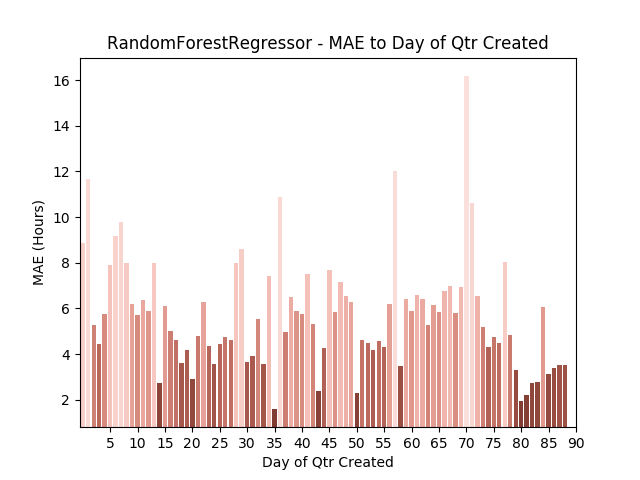 RandomForestRegressor - MAE to Day of Qtr Created
16
14
12
10
8
6
4
2
MAE (Hours)
5 10 15 20 25 30 35 40 45 50 55 60 65 70 75 80 85 90
Day of Qtr Created